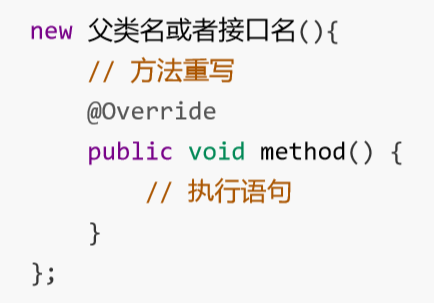 new 父类名或者接口名(){
    // 方法重写
    @Override
    public void method() {
        // 执行语句
    }
};